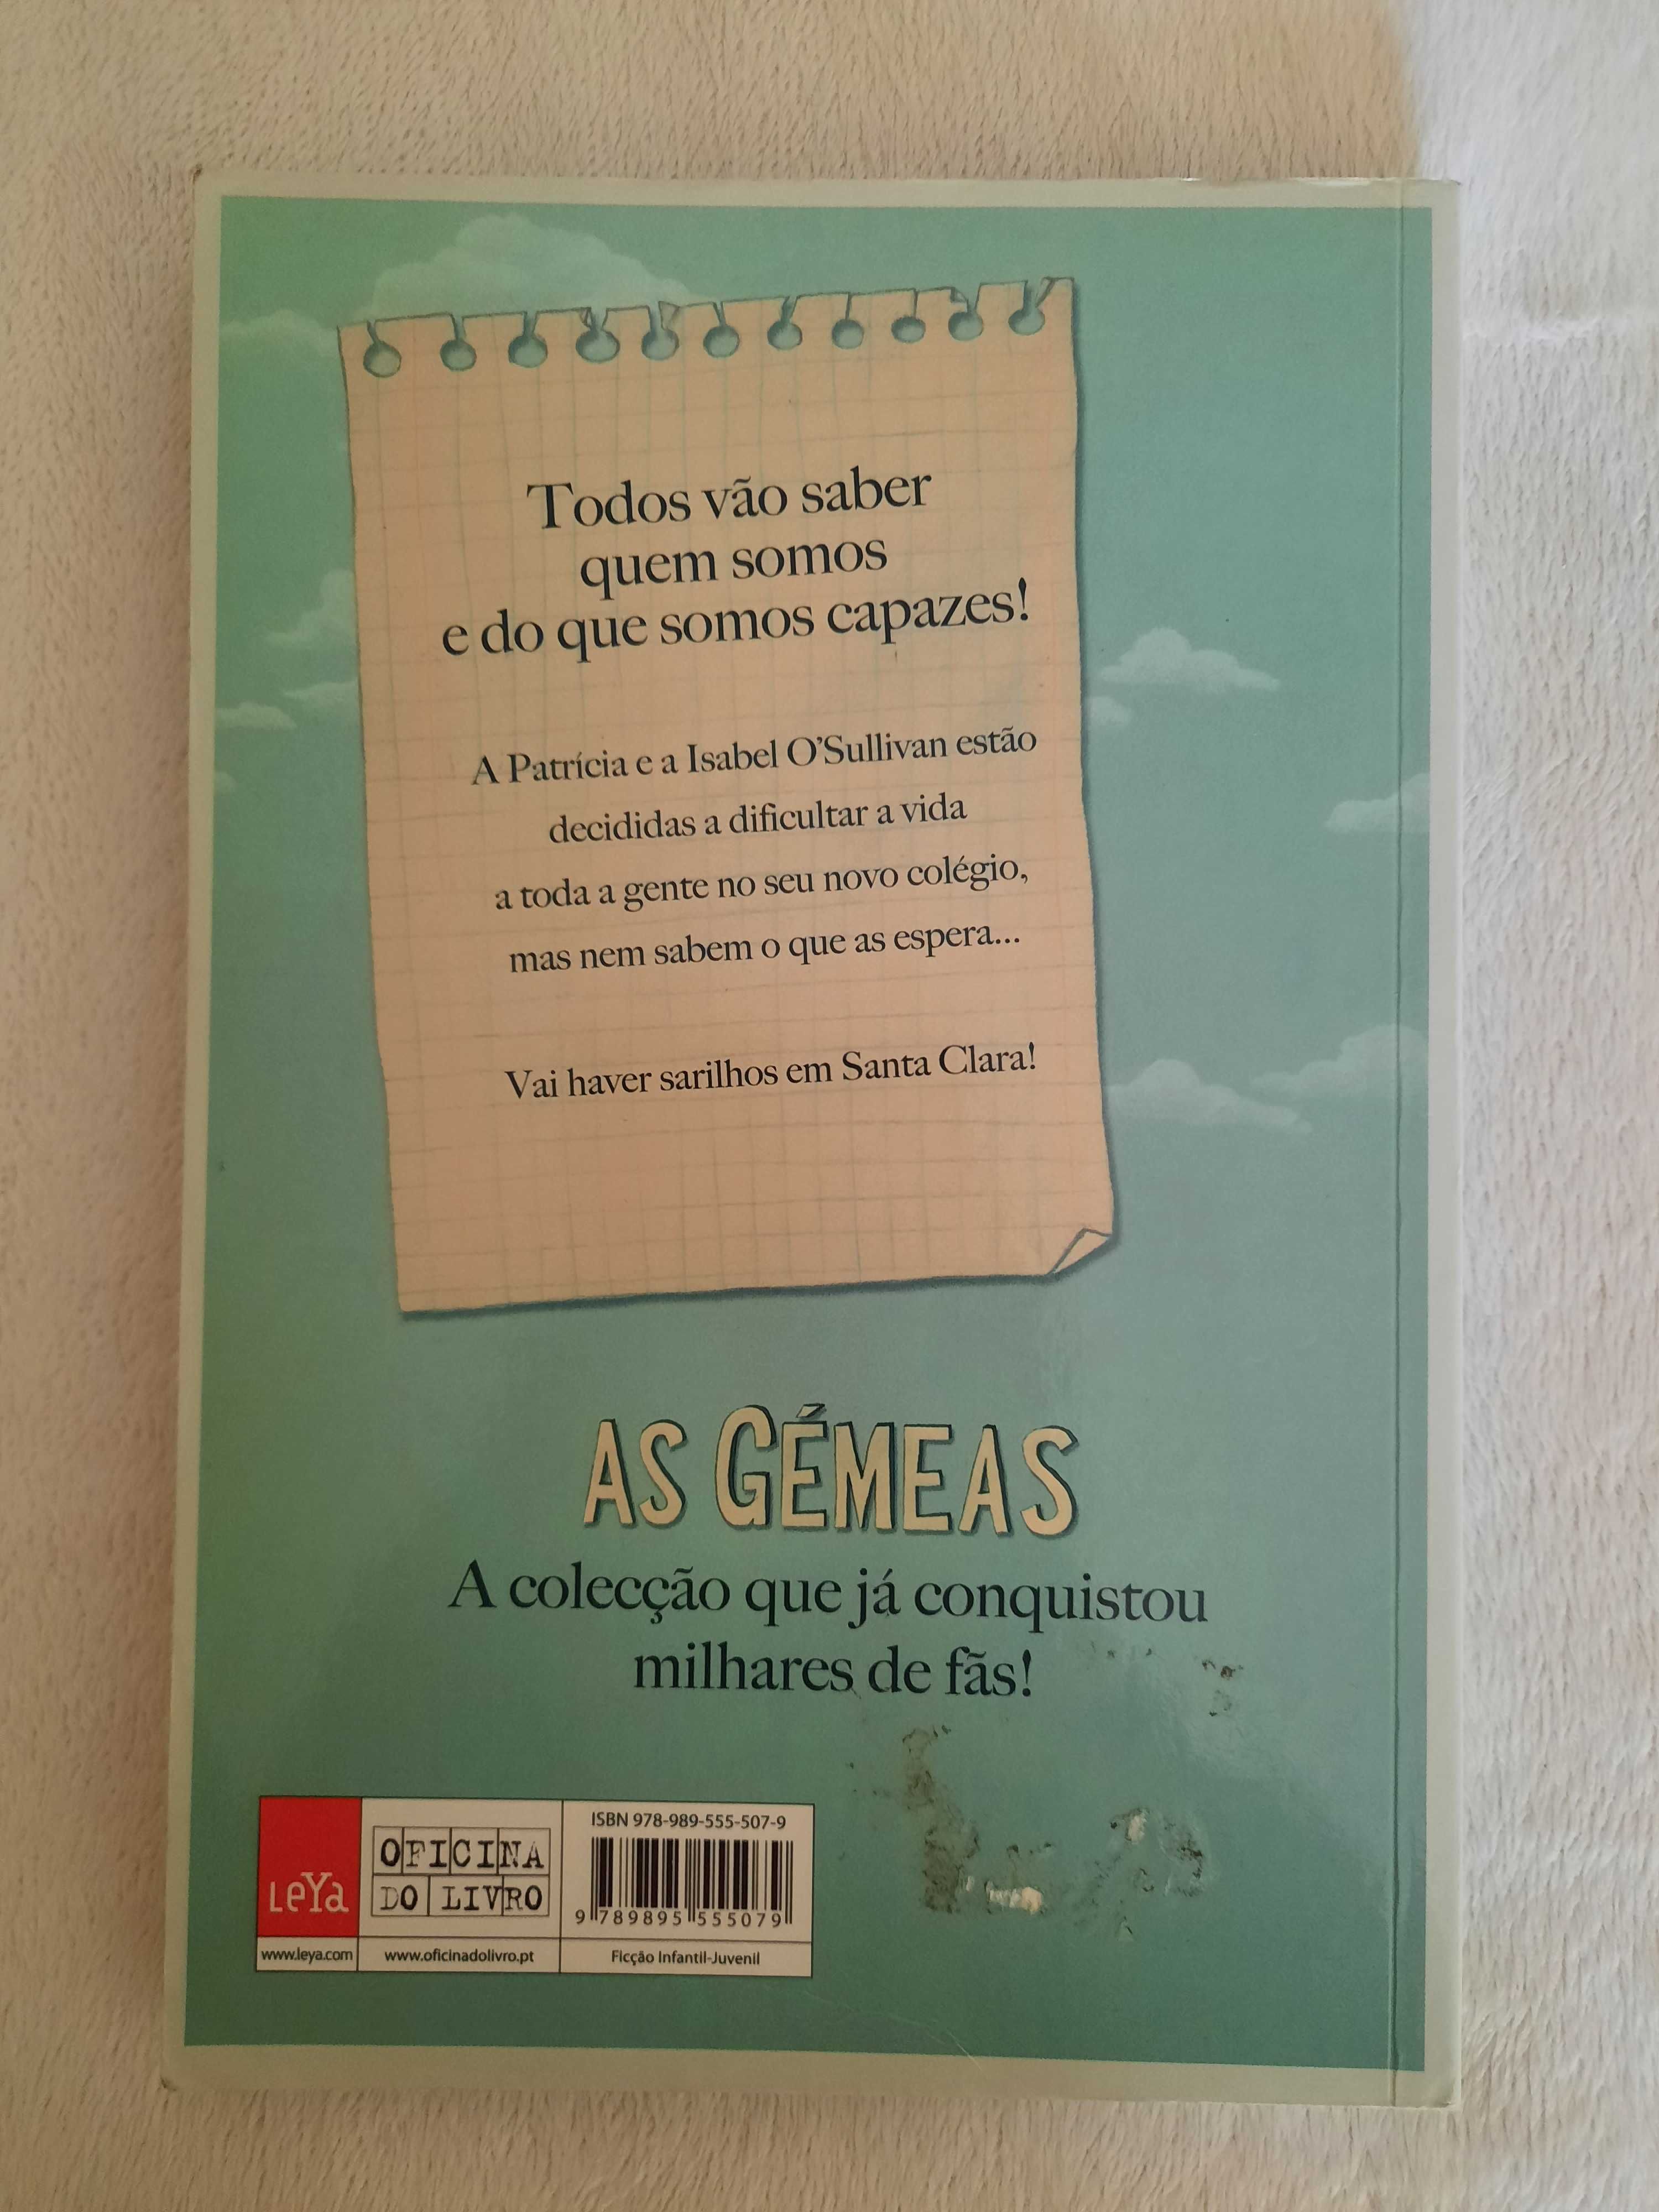 Todos vão saber
quem somos
e do que somos capazes!
A Patrícia e a Isabel O'Sullivan estão
decididas a dificultar a vida
a toda a gente no seu novo colégio,
mas nem sabem o que as espera...
Vai haver sarilhos em Santa Clara!
AS GÉMEAS
A colecção que já conquistou
milhares de fãs!
LeYa
www.leya.com
OFICINA
DO LIVRO
www.oficinadolivro.pt
ISBN 978-989-555-507-9
9 789895 555079
Ficção Infantil-Juvenil